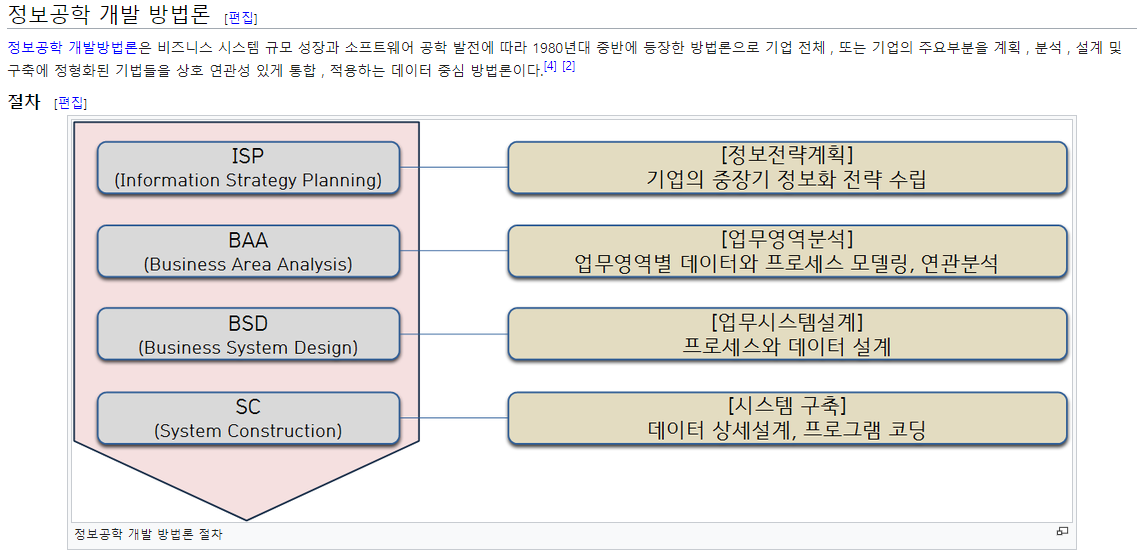 정보공학 개발 방법론 [편집]
정보공학 개발방법론은 비즈니스 시스템 규모 성장과 소프트웨어 공학 발전에 따라 1980년대 중반에 등장한 방법론으로 기업 전체 , 또는 기업의 주요부분을 계획 , 분석 , 설계 및
구축에 정형화된 기법들을 상호 연관성 있게 통합 , 적용하는 데이터 중심 방법론이다.[4] [2]
절차 [편집]
ISP
(Information Strategy Planning)
[정보전략계획]
기업의 중장기 정보화 전략 수립
BAA
(Business Area Analysis)
[업무영역분석]
업무영역별 데이터와 프로세스 모델링, 연관분석
BSD
(Business System Design)
[업무시스템설계]
프로세스와 데이터 설계
SC
(System Construction)
[시스템 구축]
데이터 상세설계, 프로그램 코딩
정보공학 개발 방법론 절차